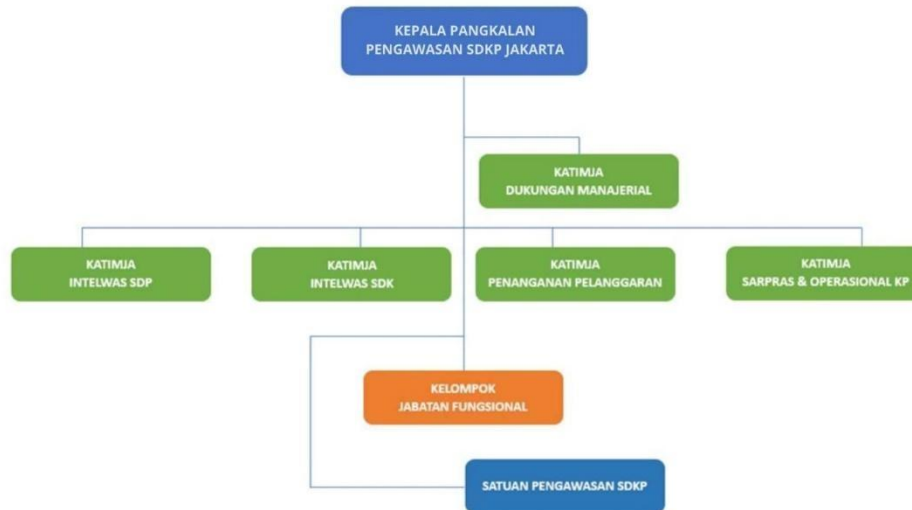 KEPALA PANGKALAN
PENGAWASAN SDKP JAKARTA
KATIMJA
DUKUNGAN MANAJERIAL
KATIMJA
INTELWAS SDP
KATIMJA
INTELWAS SDK
KATIMJA
PENANGANAN PELANGGARAN
KATIMJA
SARPRAS & OPERASIONAL KP
KELOMPOK
JABATAN FUNGSIONAL
SATUAN PENGAWASAN SDKP